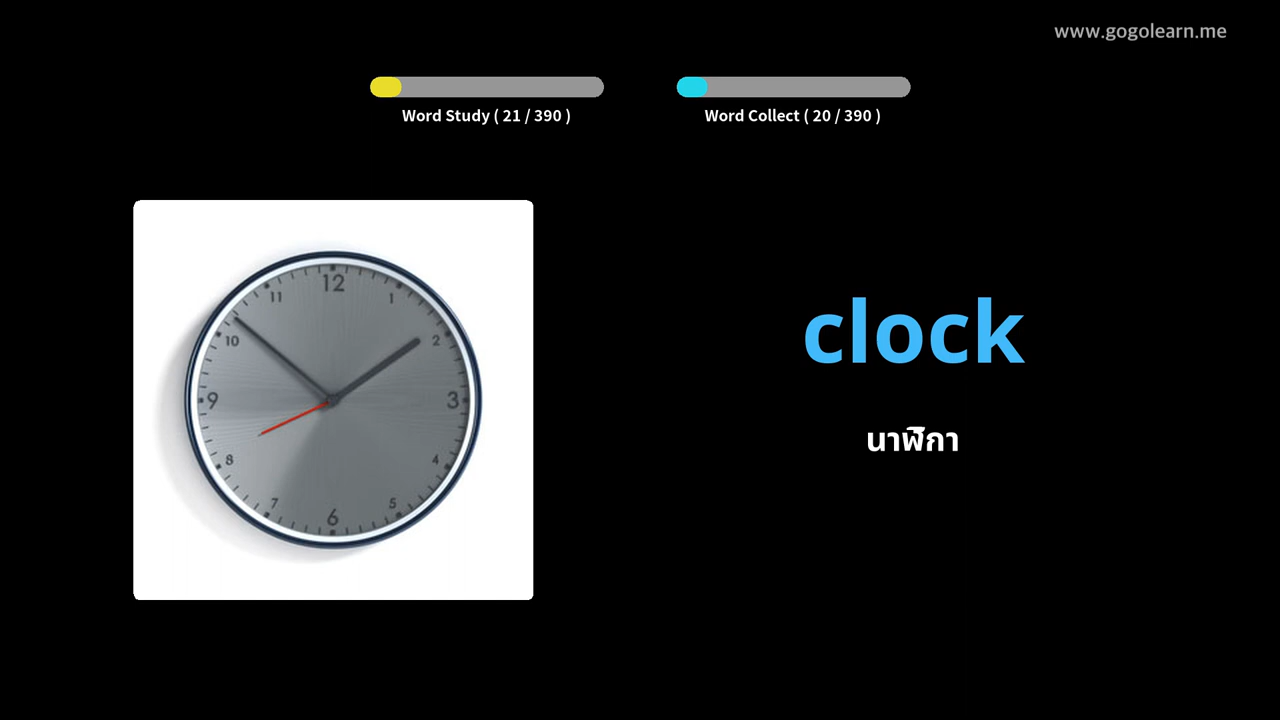 www.gogolearn.me
Word Study ( 21 / 390 )
Word Collect ( 20 / 390 )
12
11
1
10
2
9
3
8
4
7
5
6
clock
นาฬิกา